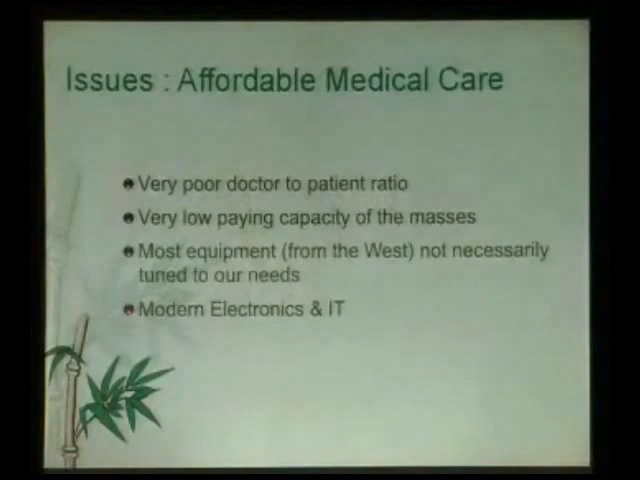 Issues : Affordable Medical Care
Very poor doctor to patient ratio
Very low paying capacity of the masses
Most equipment (from the West) not necessarily
tuned to our needs
Modern Electronics & IT